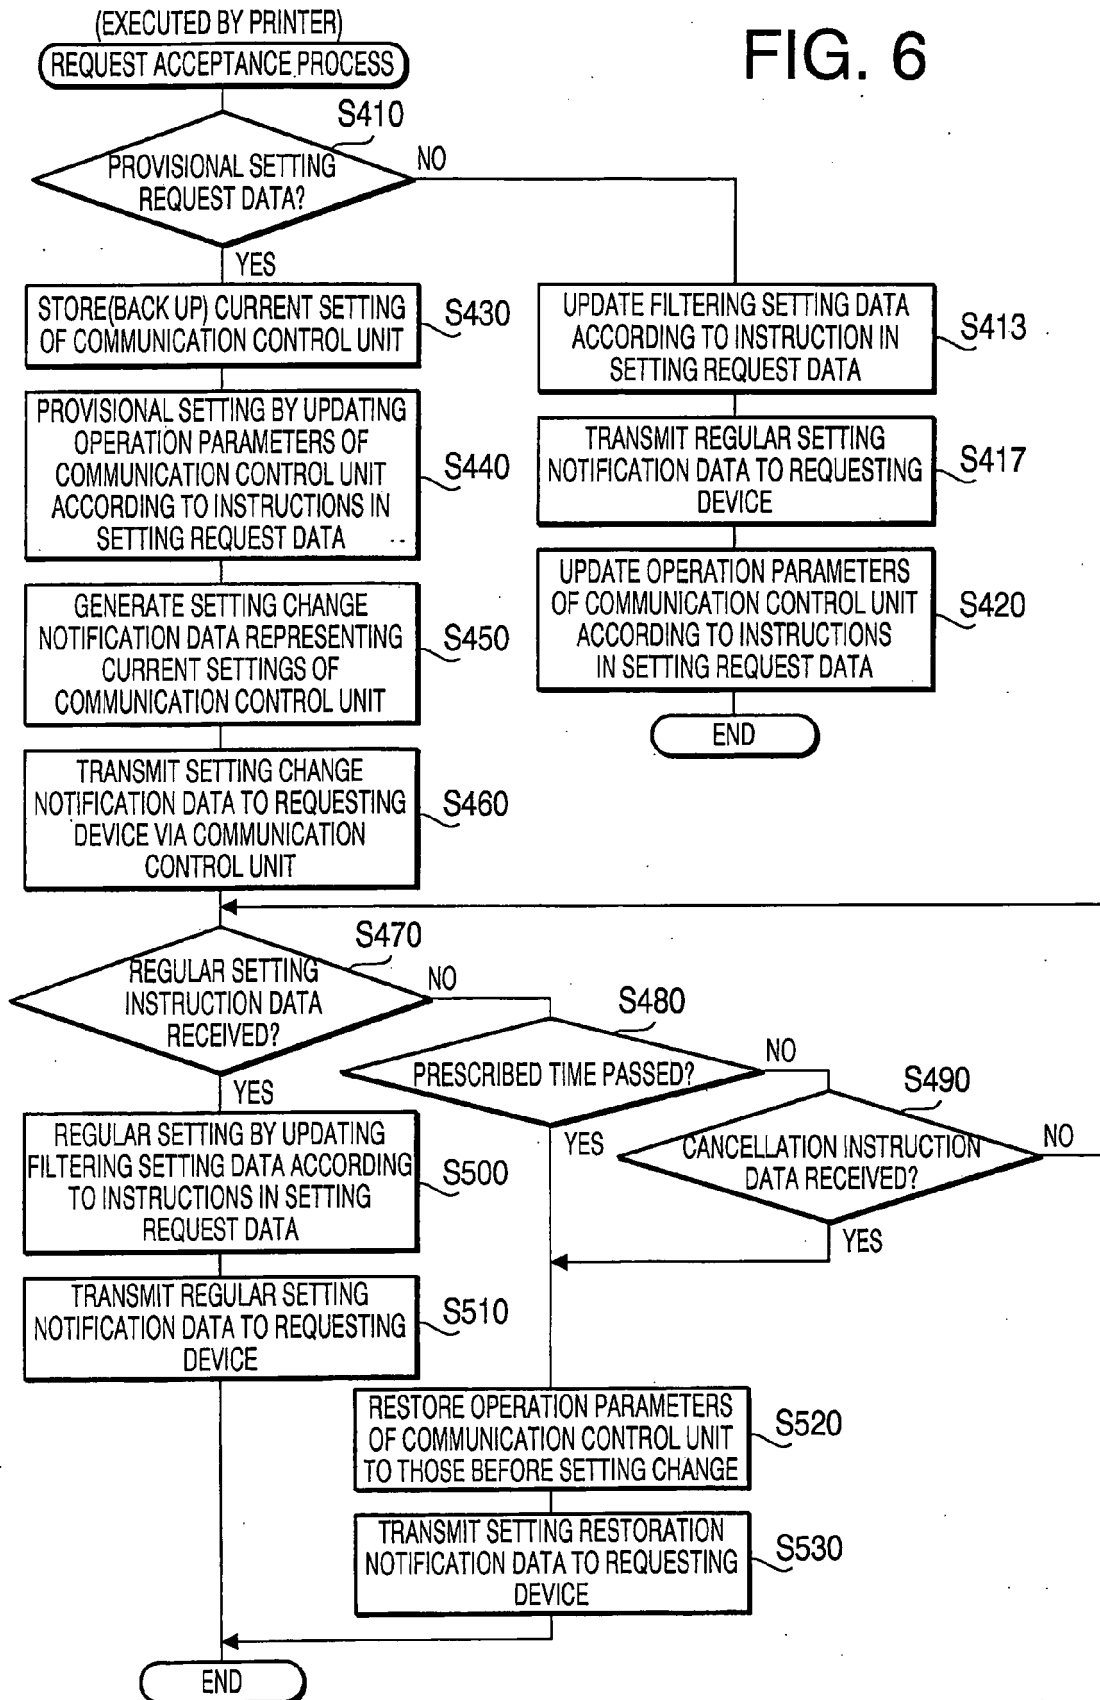 (EXECUTED BY PRINTER)
REQUEST ACCEPTANCE PROCESS
FIG. 6
S410
PROVISIONAL SETTING
REQUEST DATA?
NO
YES
STORE(BACK UP) CURRENT SETTING
OF COMMUNICATION CONTROL UNIT
S430
PROVISIONAL SETTING BY UPDATING
OPERATION PARAMETERS OF
COMMUNICATION CONTROL UNIT
ACCORDING TO INSTRUCTIONS IN
SETTING REQUEST DATA
S440
GENERATE SETTING CHANGE
NOTIFICATION DATA REPRESENTING
CURRENT SETTINGS OF
COMMUNICATION CONTROL UNIT
S450
TRANSMIT SETTING CHANGE
NOTIFICATION DATA TO REQUESTING
DEVICE VIA COMMUNICATION
CONTROL UNIT
S460
UPDATE FILTERING SETTING DATA
ACCORDING TO INSTRUCTION IN
SETTING REQUEST DATA
S413
TRANSMIT REGULAR SETTING
NOTIFICATION DATA TO REQUESTING
DEVICE
S417
UPDATE OPERATION PARAMETERS
OF COMMUNICATION CONTROL UNIT
ACCORDING TO INSTRUCTIONS
IN SETTING REQUEST DATA
S420
END
S470
REGULAR SETTING
INSTRUCTION DATA
RECEIVED?
NO
YES
S480
PRESCRIBED TIME PASSED?
NO
YES
S490
CANCELLATION INSTRUCTION
DATA RECEIVED?
NO
YES
REGULAR SETTING BY UPDATING
FILTERING SETTING DATA ACCORDING
TO INSTRUCTIONS IN SETTING
REQUEST DATA
S500
TRANSMIT REGULAR SETTING
NOTIFICATION DATA TO REQUESTING
DEVICE
S510
RESTORE OPERATION PARAMETERS
OF COMMUNICATION CONTROL UNIT
TO THOSE BEFORE SETTING CHANGE
S520
TRANSMIT SETTING RESTORATION
NOTIFICATION DATA TO REQUESTING
DEVICE
S530
END